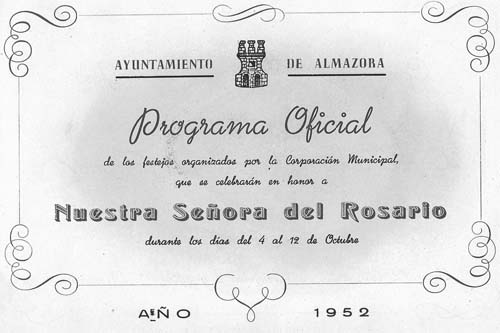 AYUNTAMIENTO DE ALMAZORA
Programa Oficial
de los festejos organizados por la Corporación Municipal,
que se celebrarán en honor a
Nuestra Señora del Rosario
durante los días del 4 al 12 de Octubre
AÑO 1952